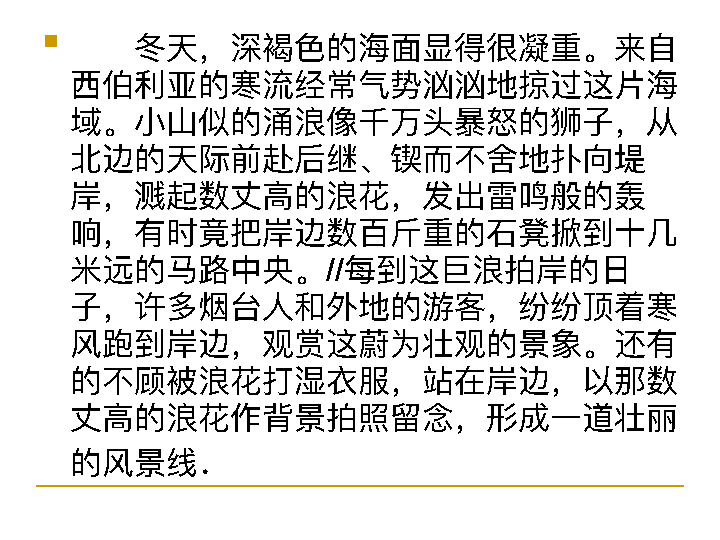 冬天，深褐色的海面显得很凝重。来自
西伯利亚的寒流经常气势汹汹地掠过这片海
域。小山似的涌浪像千万头暴怒的狮子，从
北边的天际前赴后继、锲而不舍地扑向堤
岸，溅起数丈高的浪花，发出雷鸣般的轰
响，有时竟把岸边数百斤重的石凳掀到十几
米远的马路中央。//每到这巨浪拍岸的日
子，许多烟台人和外地的游客，纷纷顶着寒
风跑到岸边，观赏这蔚为壮观的景象。还有
的不顾被浪花打湿衣服，站在岸边，以那数
丈高的浪花作背景拍照留念，形成一道壮丽
的风景线．